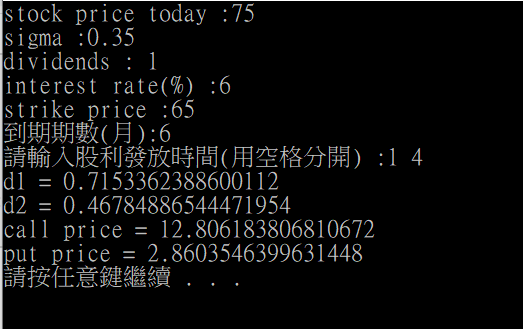 stock price today :75
sigma :0.35
dividends : 1
interest rate(%) :6
strike price :65
到期期數(月):6
請輸入股利發放時間(用空格分開) :1 4
d1 = 0.7153362388600112
d2 = 0.46784886544471954
call price = 12.806183806810672
put price = 2.8603546399631448
請按任意鍵繼續 . . .